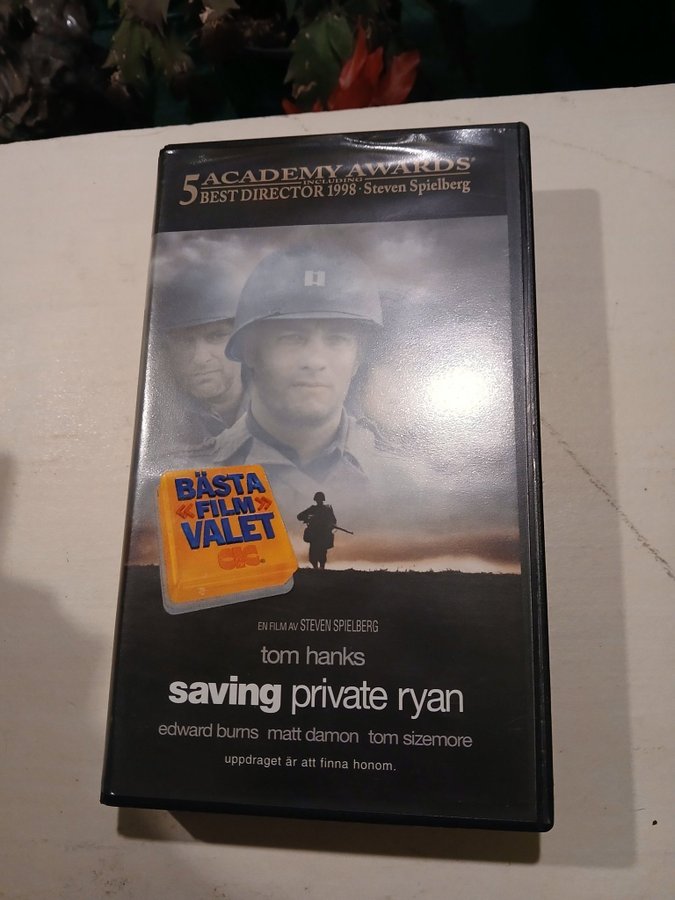 5 ACADEMY AWARDS®
INCLUDING
BEST DIRECTOR 1998 · Steven Spielberg
BÄSTA
«FILM»
VALET
CIC
EN FILM AV STEVEN SPIELBERG
tom hanks
saving private ryan
edward burns matt damon tom sizemore
uppdraget är att finna honom.